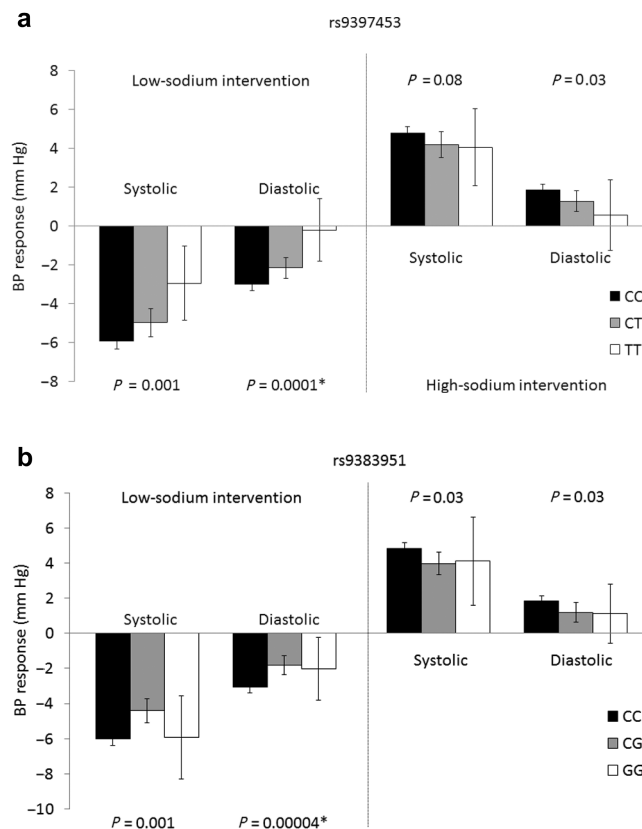 a
rs9397453
8
6
4
2
0
−2
−4
−6
−8
BP response (mm Hg)
Low-sodium intervention
P = 0.08 P = 0.03
Systolic Diastolic
Systolic Diastolic
CC
CT
TT
P = 0.001 P = 0.0001*
High-sodium intervention
b
rs9383951
8
6
4
2
0
−2
−4
−6
−8
−10
BP response (mm Hg)
Low-sodium intervention
P = 0.03 P = 0.03
Systolic Diastolic
Systolic Diastolic
CC
CG
GG
P = 0.001 P = 0.00004*